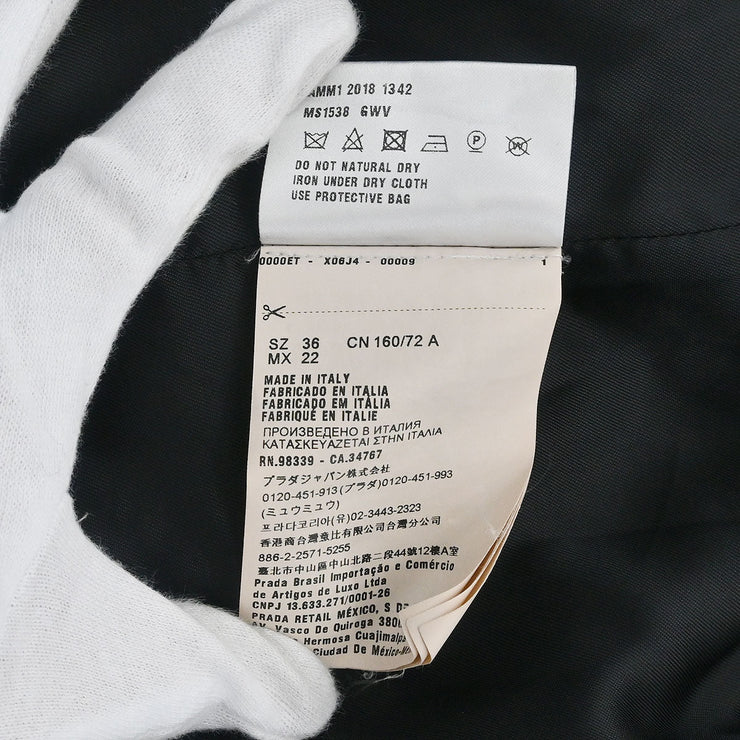 2018 1342
MS1538 GWV
P W
DO NOT NATURAL DRY
IRON UNDER DRY CLOTH
USE PROTECTIVE BAG
0000ET - X06J4 - 00009 1
SZ 36 CN 160/72 A
MX 22
MADE IN ITALY
FABRICADO EN ITALIA
FABRICADO EM ITÁLIA
FABRIQUÉ EN ITALIE
ПРОИЗВЕДЕНО В ИТАЛИЯ
ΚΑΤΑΣΚΕΥΑΖΕΤΑΙ ΣΤΗΝ ΙΤΑΛΙΑ
RN.98339 - CA.34767
プラダジャパン株式会社
0120-451-913 (プラダ) 0120-451-993
(ミュウミュウ)
프라다코리아(유) 02-3443-2323
香港商台灣意比有限公司台灣分公司
886-2-2571-5255
臺北市中山區中山北路二段44號12樓A室
Prada Brasil Importação e Comércio
de Artigos de Luxo Ltda
CNPJ 13.633.271/0001-26
PRADA RETAIL MÉXICO, S
AV. Vasco De Quiroga
Hermosa Cuajimalpa
Ciudad De México